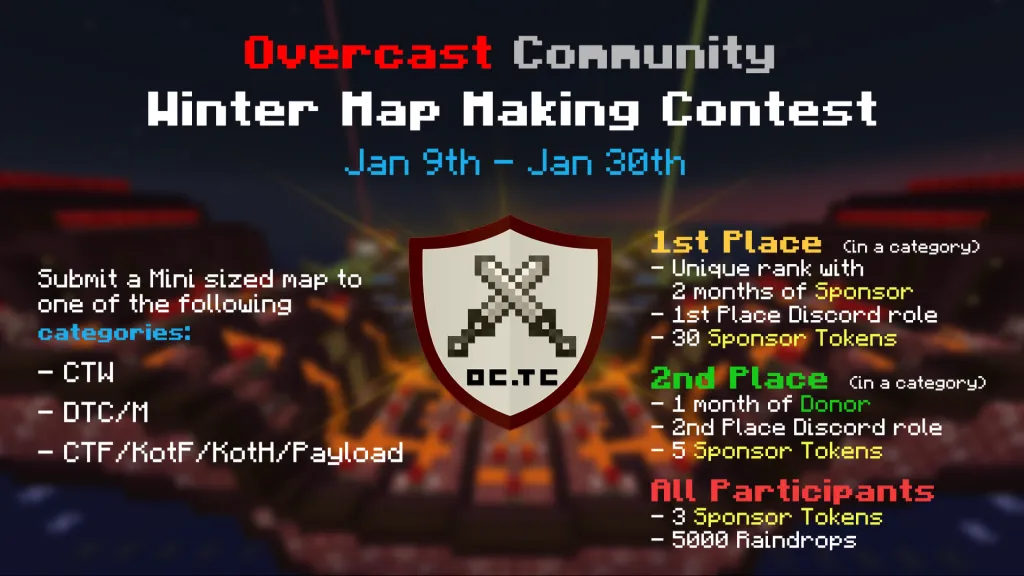 Overcast Community
Winter Map Making Contest
Jan 9th - Jan 30th
Submit a Mini sized map to
one of the following
categories:
- CTW
- DTC/M
- CTF/KotF/KotH/Payload
OC.TC
1st Place (in a category)
- Unique rank with
2 months of Sponsor
- 1st Place Discord role
- 30 Sponsor Tokens
2nd Place (in a category)
- 1 month of Donor
- 2nd Place Discord role
- 5 Sponsor Tokens
All Participants
- 3 Sponsor Tokens
- 5000 Raindrops